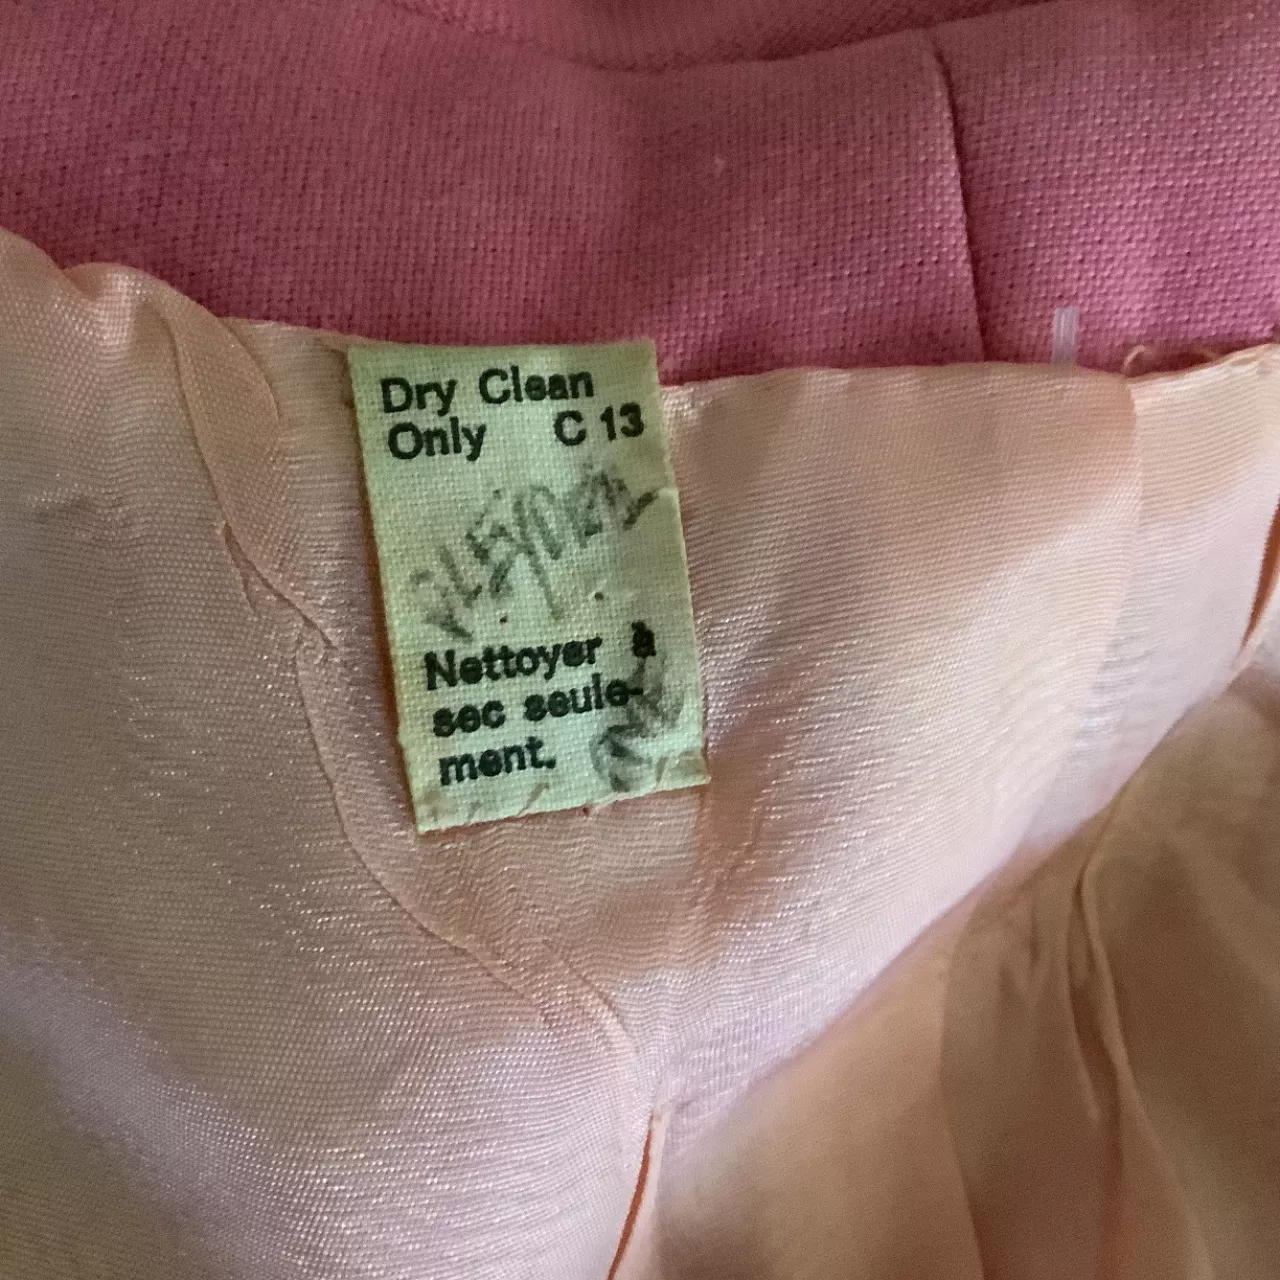 Dry Clean
Only C 13
Nettoyer à
sec seule-
ment.